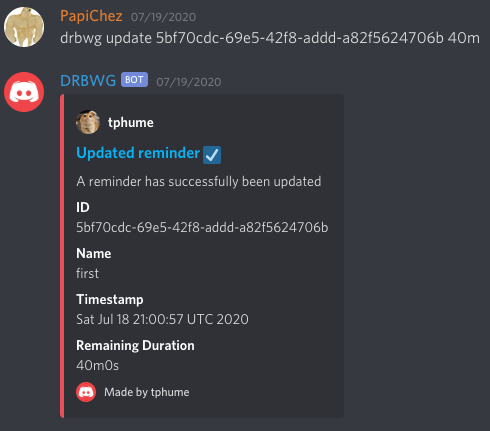 PapiChez 07/19/2020
drbwg update 5bf70cdc-69e5-42f8-addd-a82f5624706b 40m
DRBWG BOT 07/19/2020
tphume
Updated reminder ☑
A reminder has successfully been updated
ID
5bf70cdc-69e5-42f8-addd-a82f5624706b
Name
first
Timestamp
Sat Jul 18 21:00:57 UTC 2020
Remaining Duration
40m0s
Made by tphume